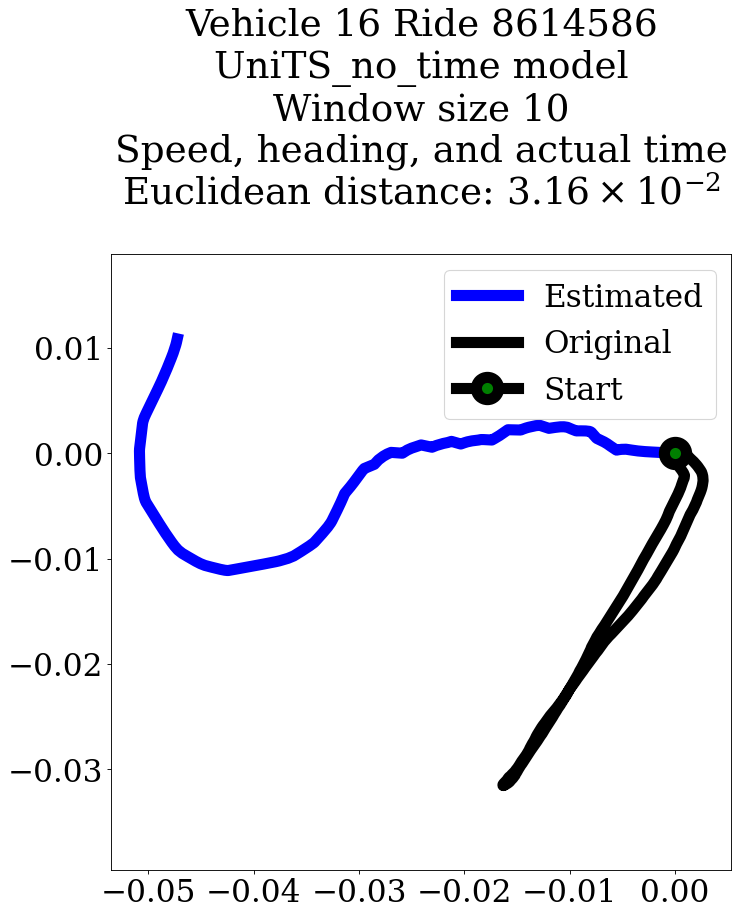 Vehicle 16 Ride 8614586
UniTS_no_time model
Window size 10
Speed, heading, and actual time
Euclidean distance: 3.16 × 10⁻²
Estimated
Original
Start
0.01
0.00
−0.01
−0.02
−0.03
−0.05 −0.04 −0.03 −0.02 −0.01 0.00